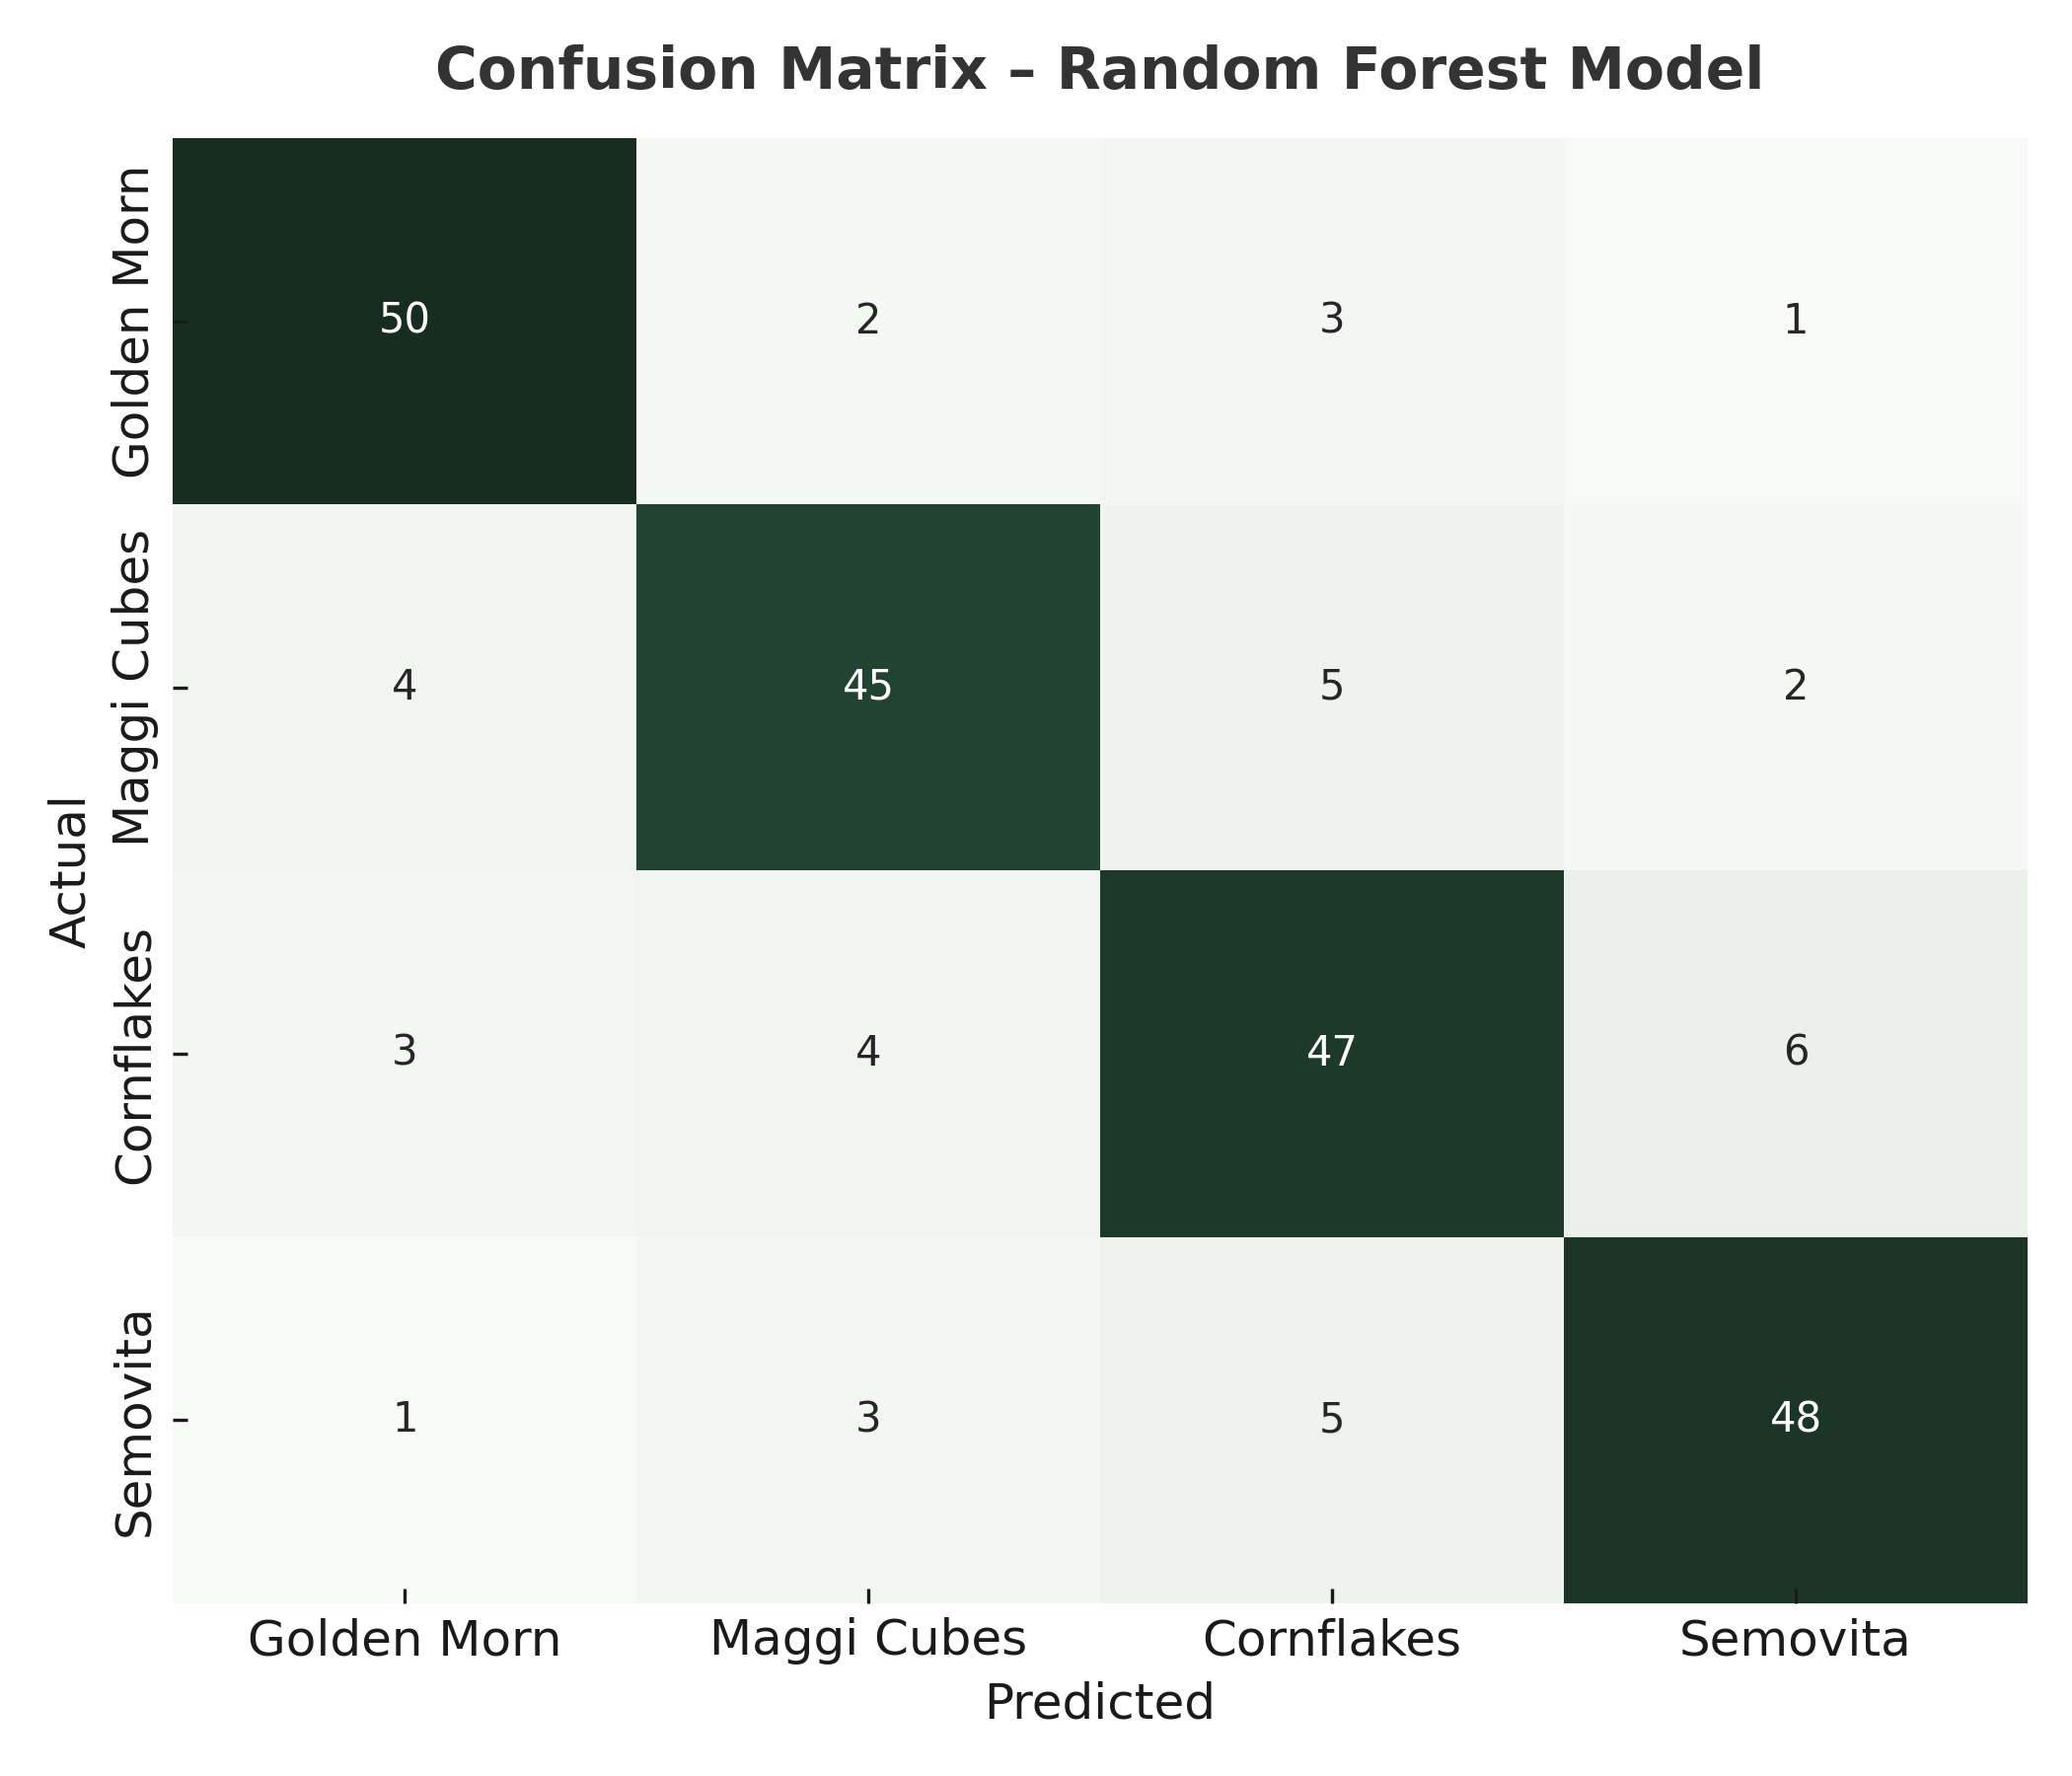 Confusion Matrix – Random Forest Model
Actual
Golden Morn
50 2 3 1
Maggi Cubes
4 45 5 2
Cornflakes
3 4 47 6
Semovita
1 3 5 48
Golden Morn Maggi Cubes Cornflakes Semovita
Predicted